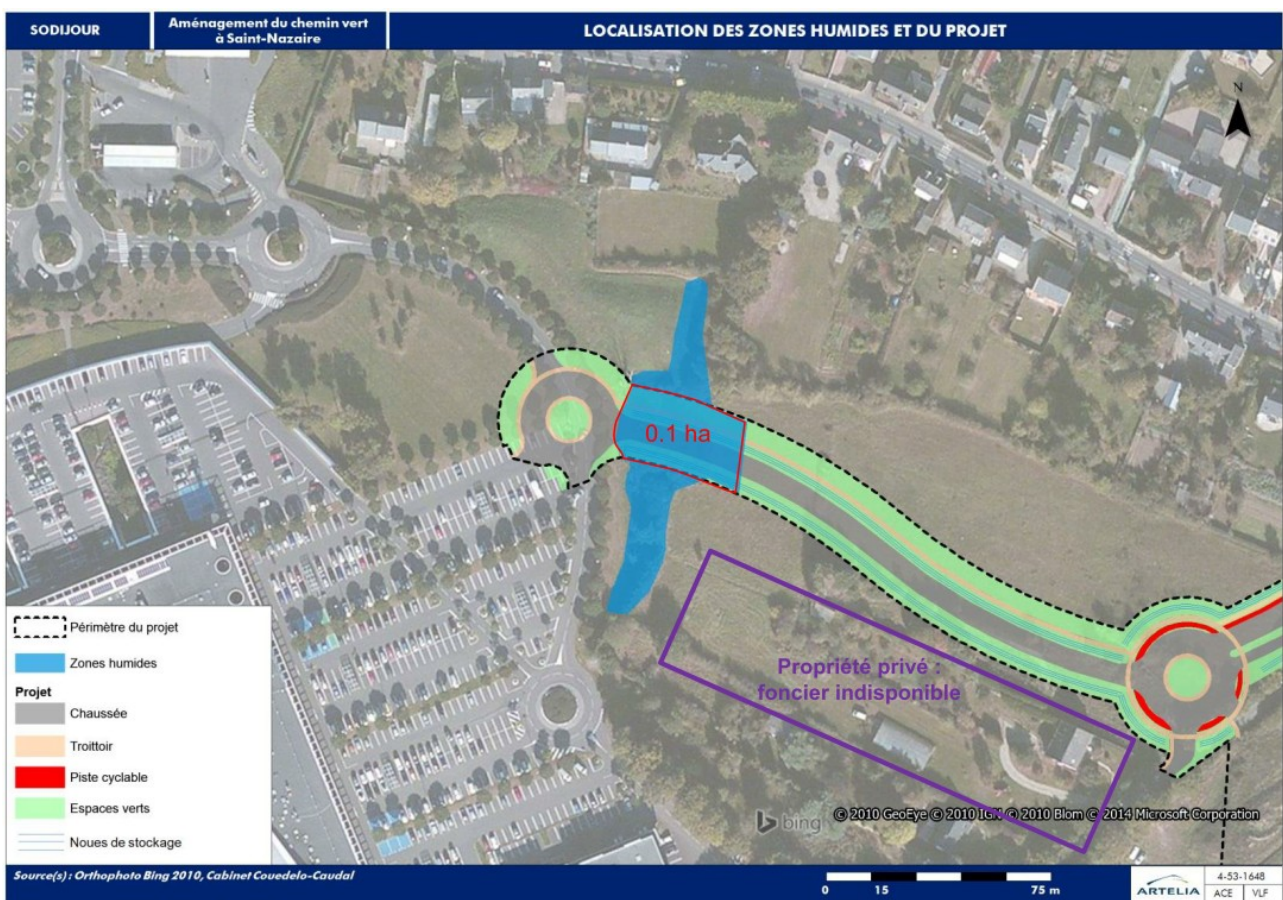 SODIJOUR
Aménagement du chemin vert
à Saint-Nazaire
LOCALISATION DES ZONES HUMIDES ET DU PROJET
N
0.1 ha
Propriété privé :
foncier indisponible
Périmètre du projet
Zones humides
Projet
Chaussée
Troittoir
Piste cyclable
Espaces verts
Noues de stockage
bing
© 2010 GeoEye © 2010 IGN © 2010 Blom © 2014 Microsoft Corporation
Source(s) : Orthophoto Bing 2010, Cabinet Couedelo-Caudal
0 15 75 m
ARTELIA
4-53-1648
ACE VLF